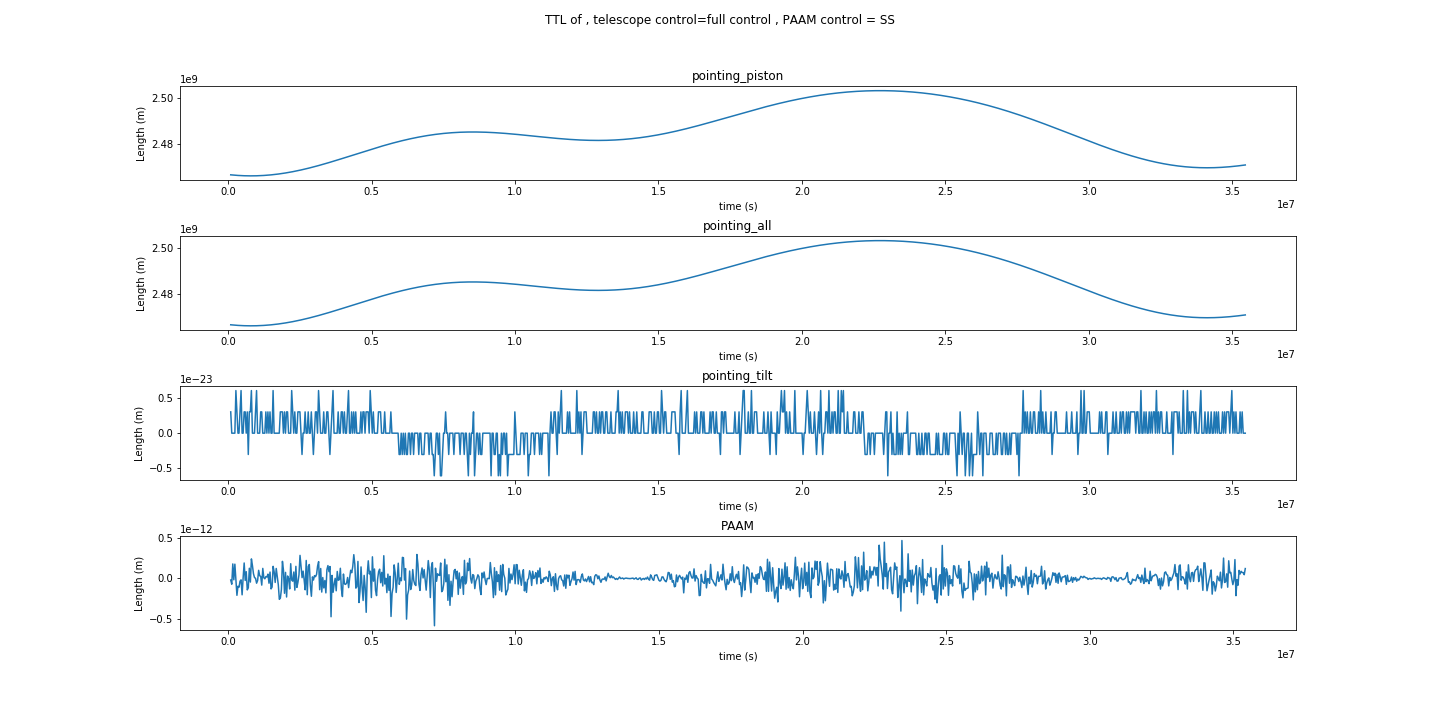 TTL of , telescope control=full control , PAAM control = SS
pointing_piston
1e9
2.50
2.48
Length (m)
0.0 0.5 1.0 1.5 2.0 2.5 3.0 3.5
time (s)
1e7
pointing_all
1e9
2.50
2.48
Length (m)
0.0 0.5 1.0 1.5 2.0 2.5 3.0 3.5
time (s)
1e7
pointing_tilt
1e−23
0.5
0.0
−0.5
Length (m)
0.0 0.5 1.0 1.5 2.0 2.5 3.0 3.5
time (s)
1e7
PAAM
1e−12
0.5
0.0
−0.5
Length (m)
0.0 0.5 1.0 1.5 2.0 2.5 3.0 3.5
time (s)
1e7